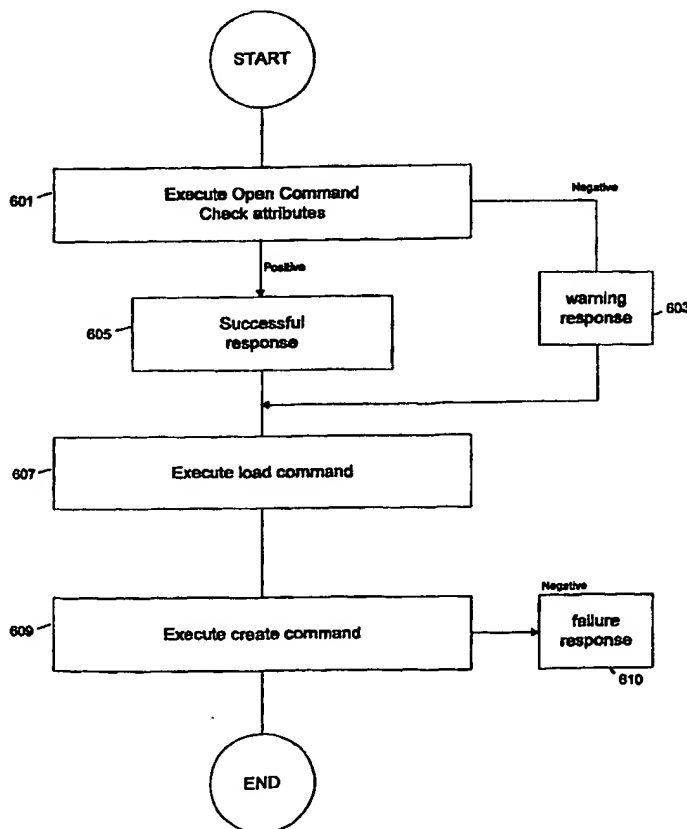 START
601
Execute Open Command
Check attributes
Negative
Positive
605
Successful
response
warning
response
603
607
Execute load command
609
Execute create command
Negative
failure
response
610
END